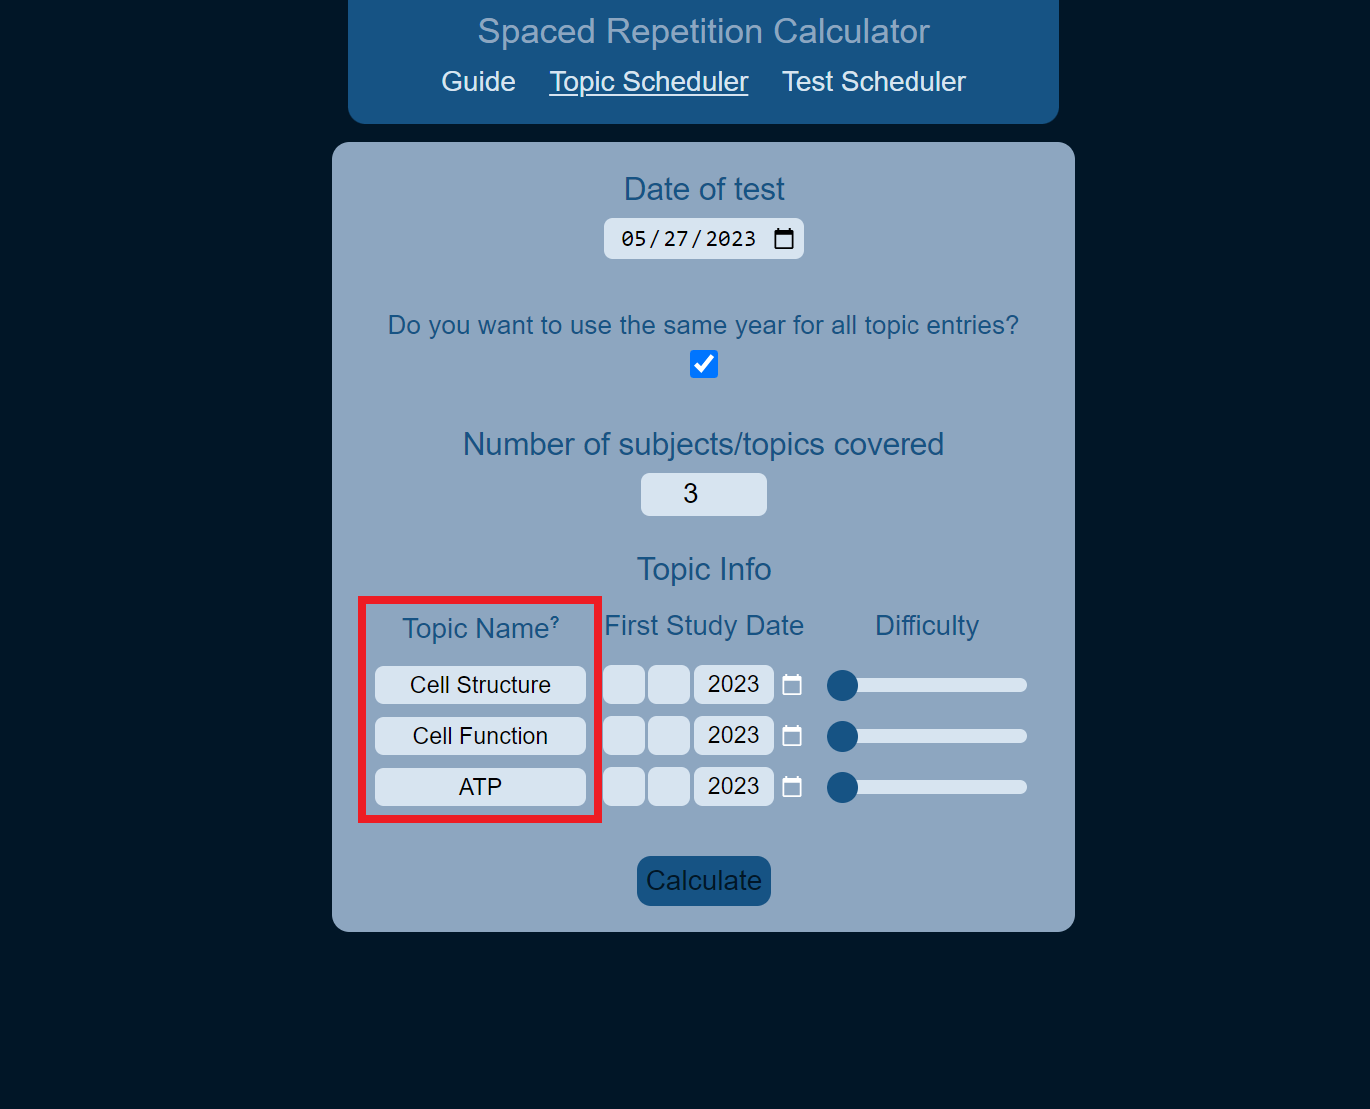 Spaced Repetition Calculator
Guide Topic Scheduler Test Scheduler
Date of test
05/27/2023
Do you want to use the same year for all topic entries?
Number of subjects/topics covered
3
Topic Info
Topic Name? First Study Date Difficulty
Cell Structure 2023
Cell Function 2023
ATP 2023
Calculate